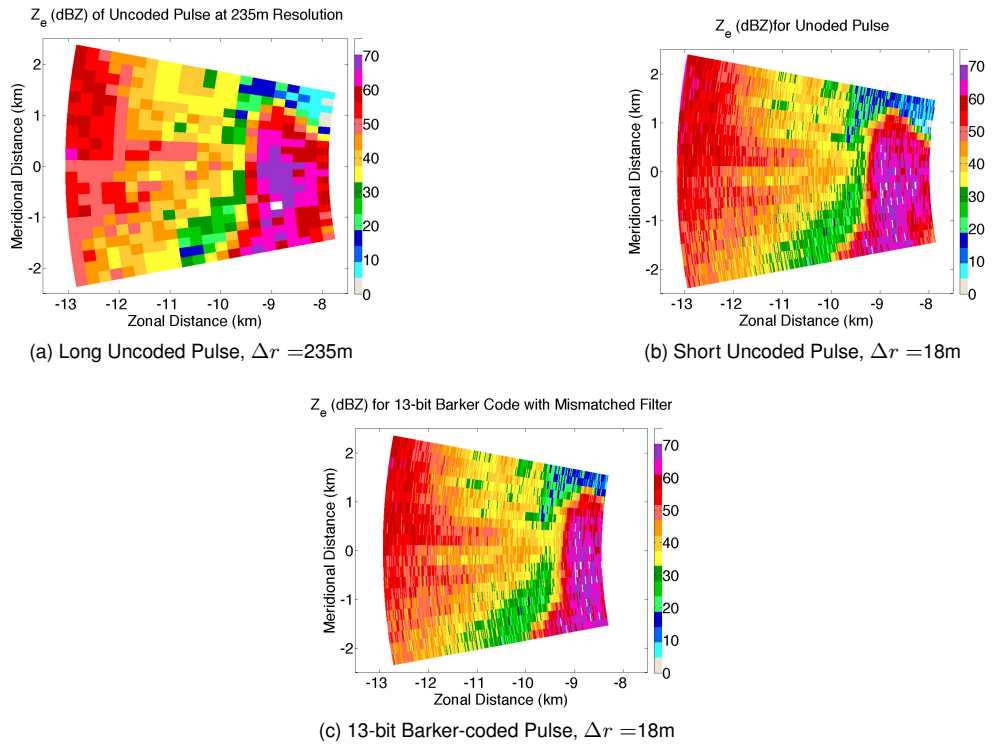 Z_e (dBZ) of Uncoded Pulse at 235m Resolution
Meridional Distance (km)
2
1
0
-1
-2
-13 -12 -11 -10 -9 -8
Zonal Distance (km)
70
60
50
40
30
20
10
0
(a) Long Uncoded Pulse, Δr =235m
Z_e (dBZ)for Unoded Pulse
Meridional Distance (km)
2
1
0
-1
-2
-13 -12 -11 -10 -9 -8
Zonal Distance (km)
70
60
50
40
30
20
10
0
(b) Short Uncoded Pulse, Δr =18m
Z_e (dBZ) for 13-bit Barker Code with Mismatched Filter
Meridional Distance (km)
2
1
0
-1
-2
-13 -12 -11 -10 -9 -8
Zonal Distance (km)
70
60
50
40
30
20
10
0
(c) 13-bit Barker-coded Pulse, Δr =18m